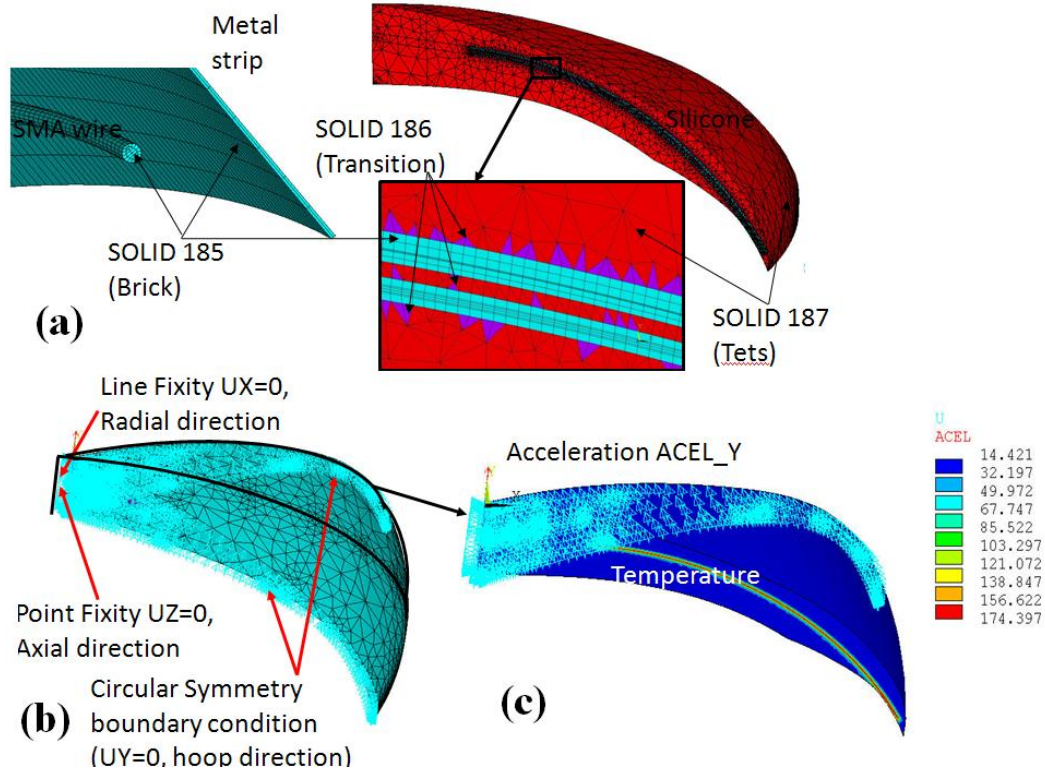 Metal
strip
SMA wire
SOLID 186
(Transition)
Silicone
SOLID 185
(Brick)
SOLID 187
(Tets)
(a)
Line Fixity UX=0,
Radial direction
Point Fixity UZ=0,
Axial direction
Circular Symmetry
boundary condition
(UY=0, hoop direction)
(b)
Acceleration ACEL_Y
X
Temperature
(c)
U
ACEL
14.421
32.197
49.972
67.747
85.522
103.297
121.072
138.847
156.622
174.397